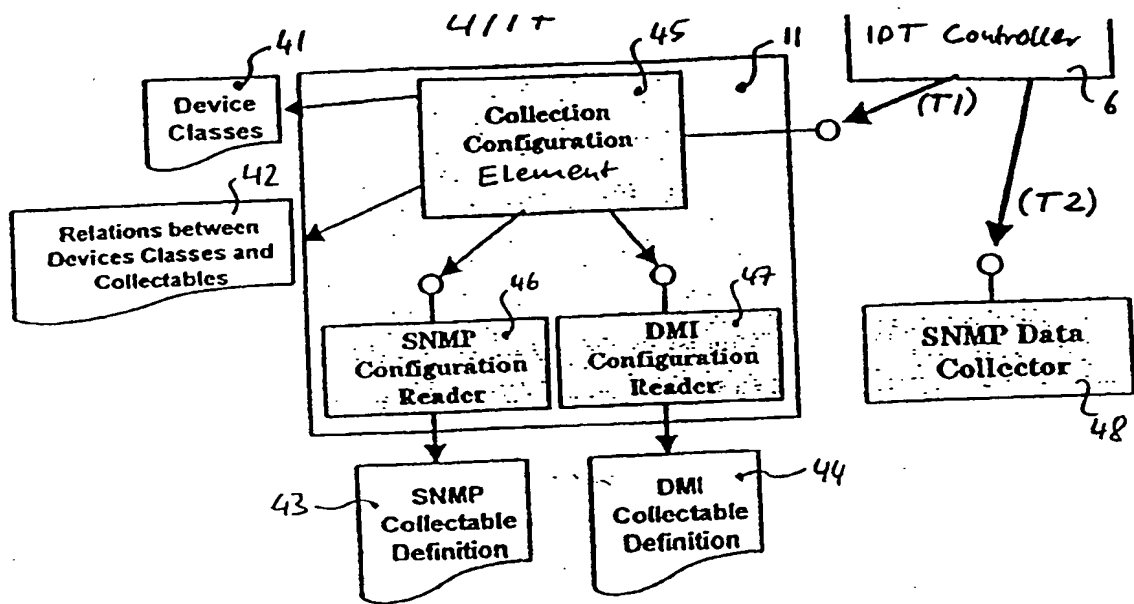 4/14
41
45
11
IDT Controller
6
Device
Classes
Collection
Configuration
Element
(T1)
42
(T2)
Relations between
Devices Classes and
Collectables
46
47
SNMP
Configuration
Reader
DMI
Configuration
Reader
SNMP Data
Collector
48
43
SNMP
Collectable
Definition
44
DMI
Collectable
Definition